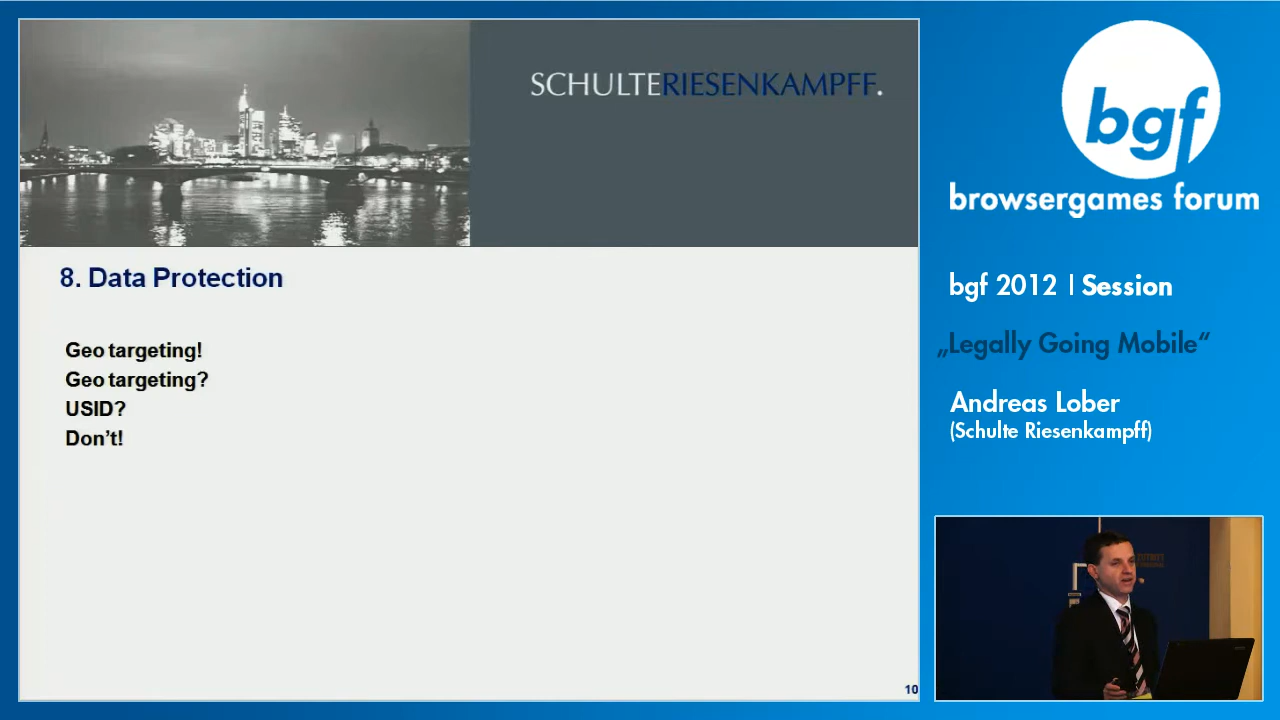 SCHULTERIESENKAMPFF.
8. Data Protection
Geo targeting!
Geo targeting?
USID?
Don't!
10
bgf
browsergames forum
bgf 2012 | Session
„Legally Going Mobile“
Andreas Lober
(Schulte Riesenkampff)